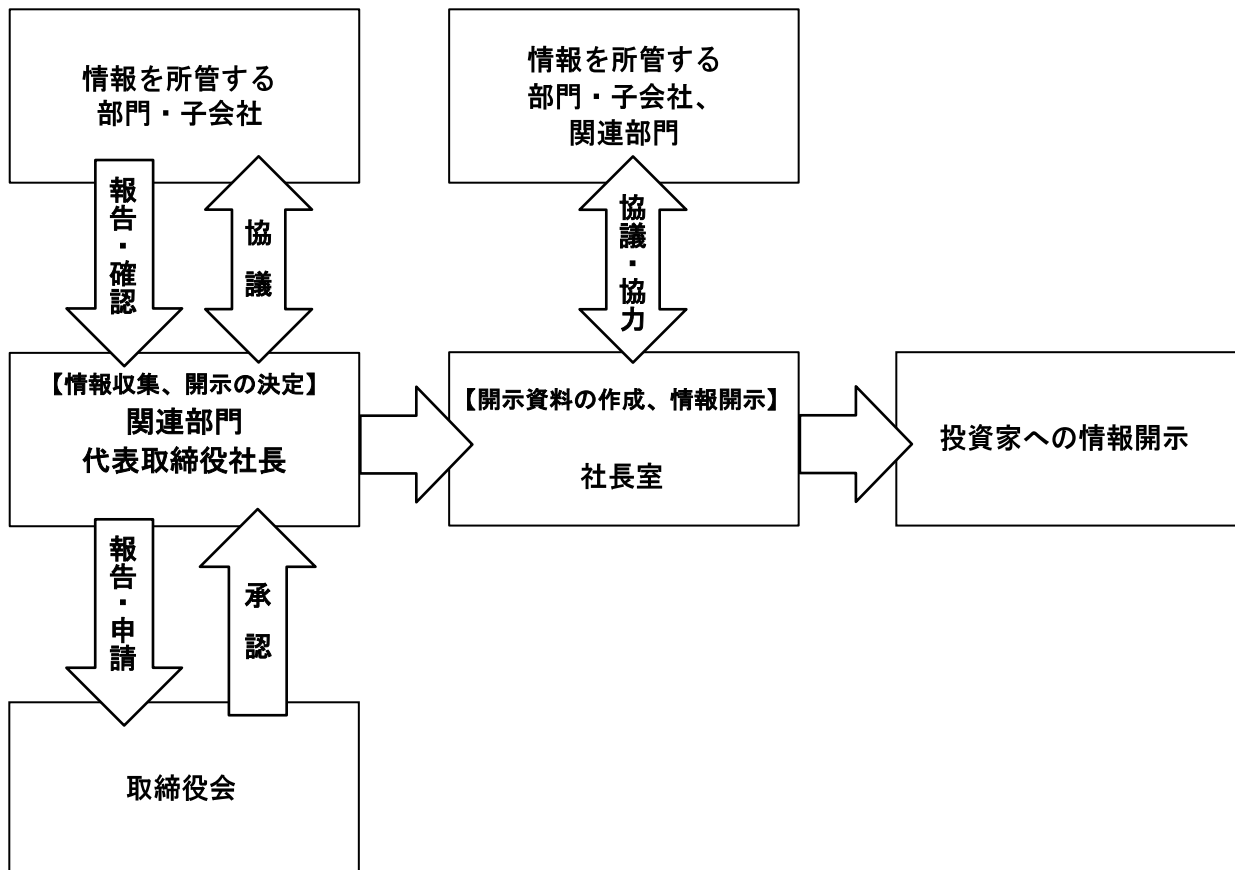 情報を所管する
部門・子会社
情報を所管する
部門・子会社、
関連部門
報告・確認
協議
協議・協力
【情報収集、開示の決定】
関連部門
代表取締役社長
【開示資料の作成、情報開示】
社長室
投資家への情報開示
報告・申請
承認
取締役会